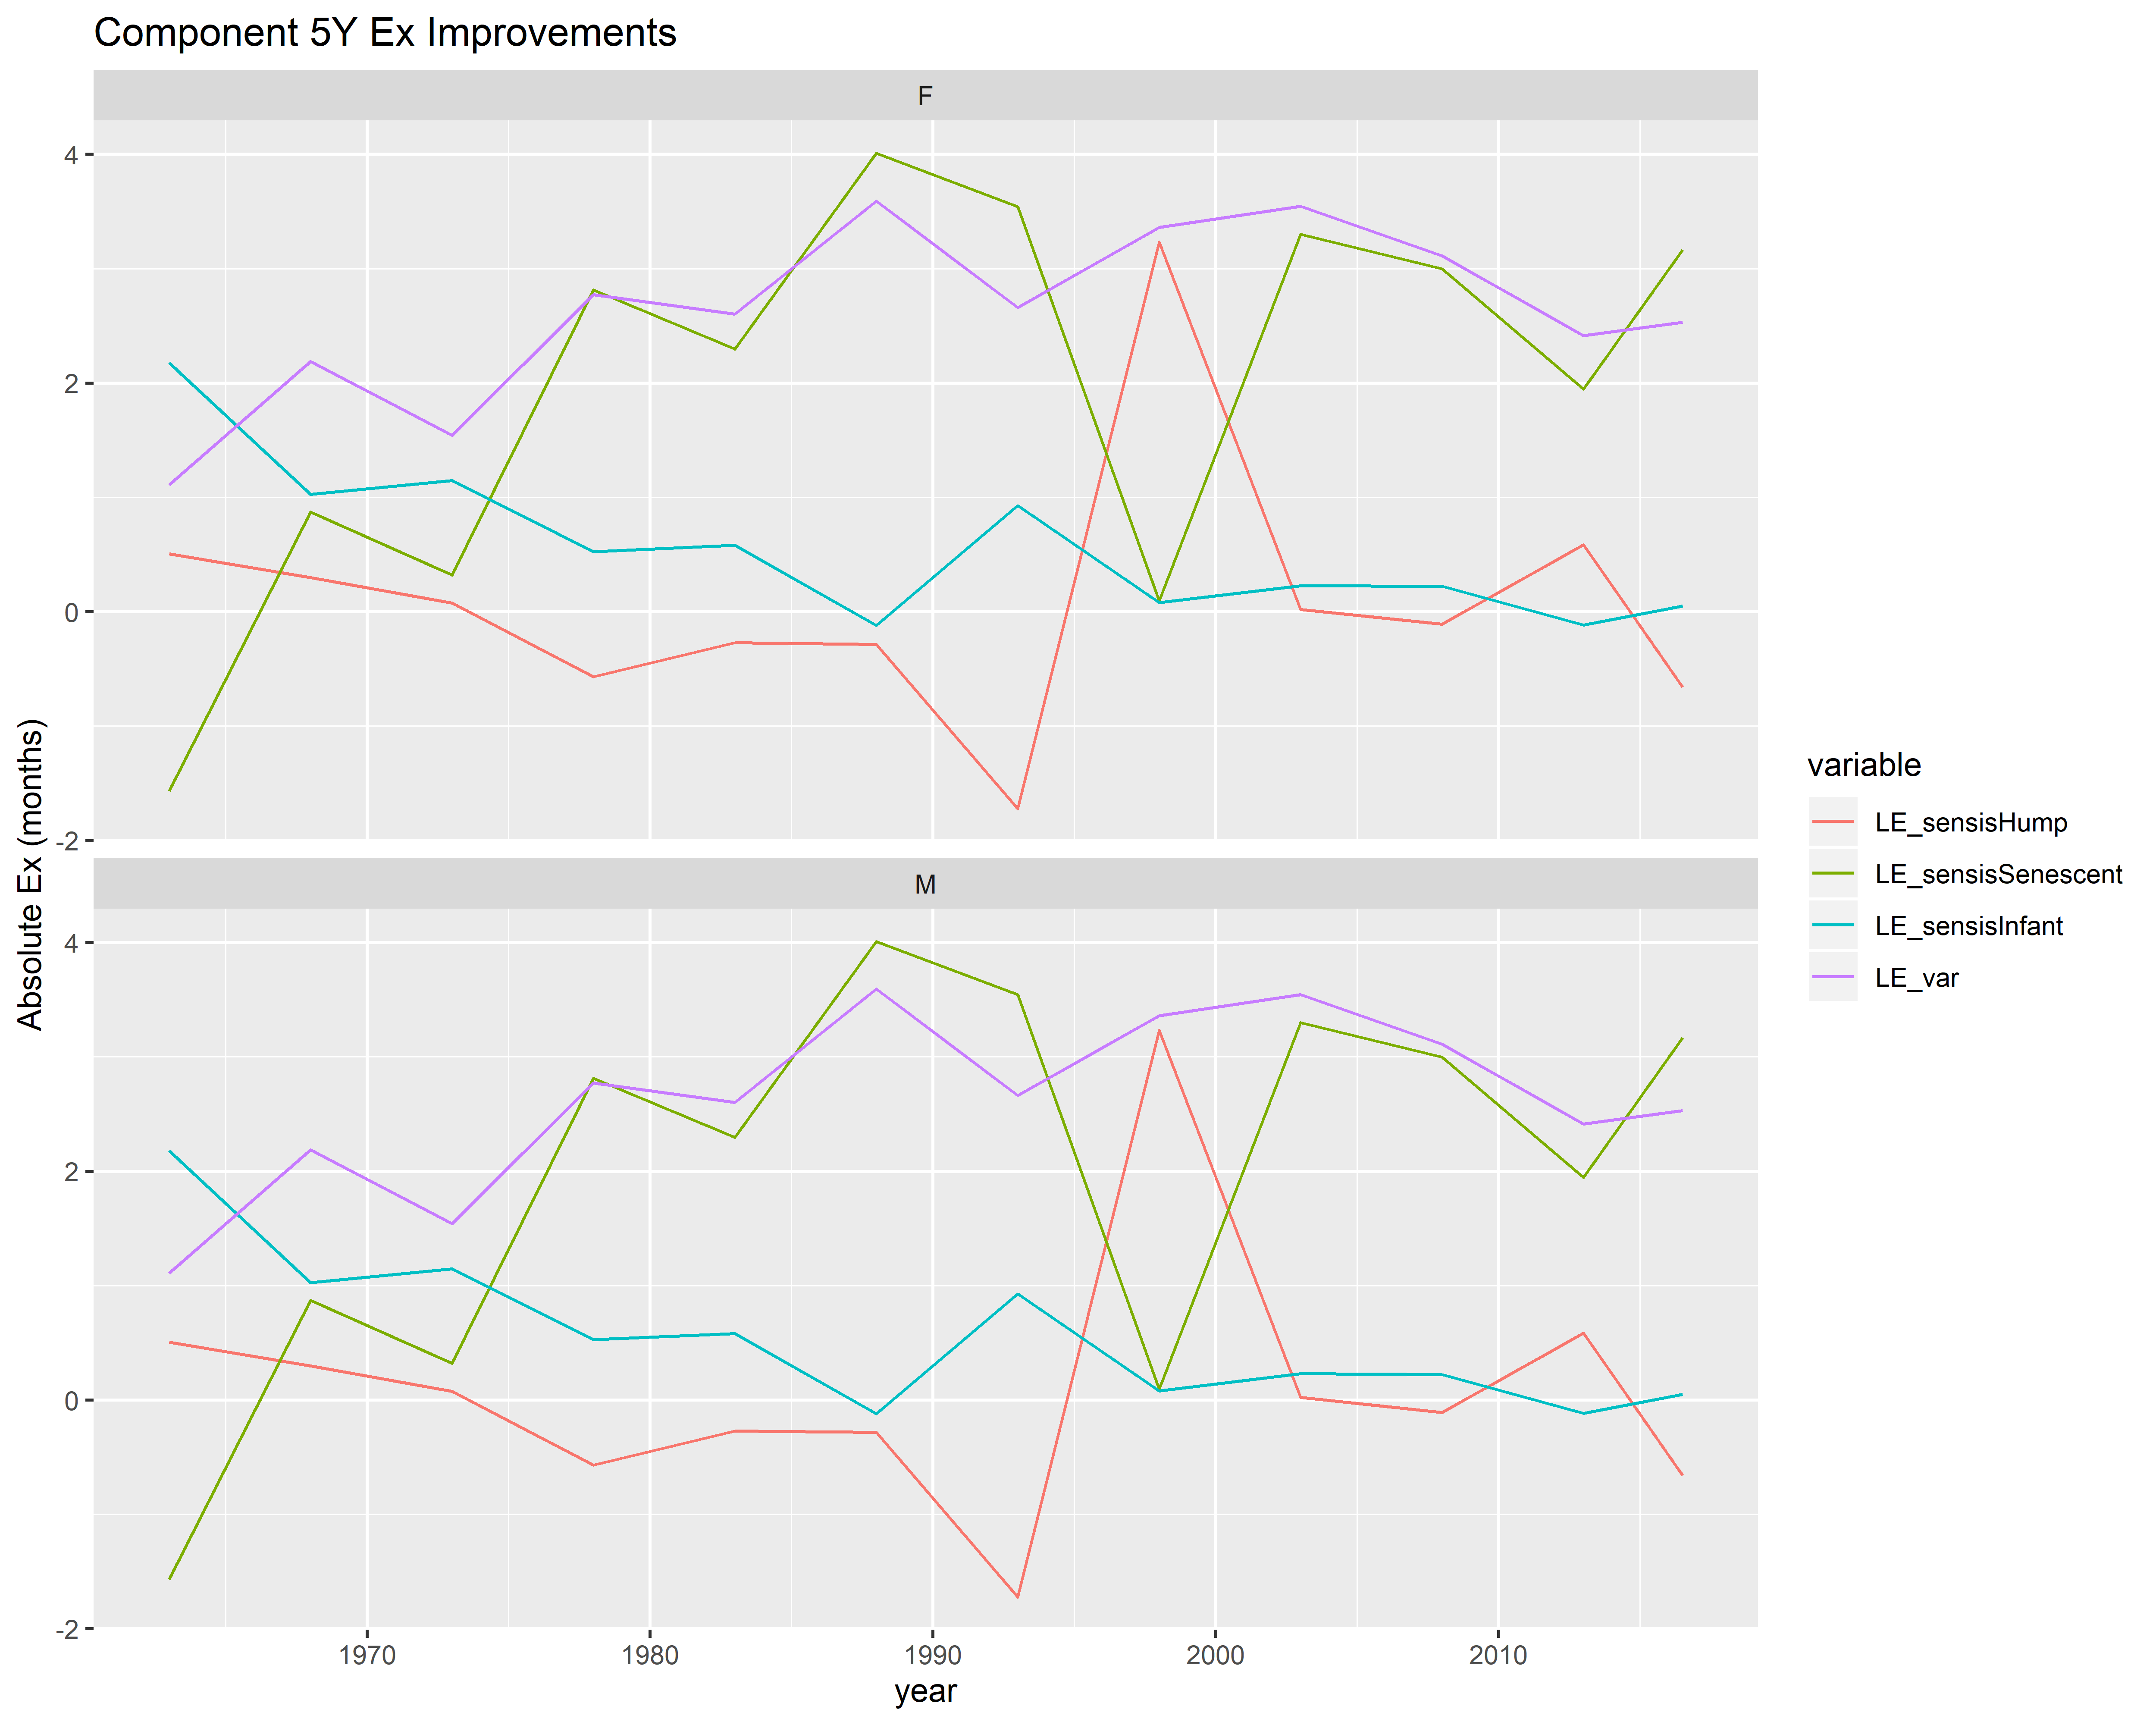 Component 5Y Ex Improvements
F
4
2
0
-2
M
4
2
0
-2
1970 1980 1990 2000 2010
year
Absolute Ex (months)
variable
LE_sensisHump
LE_sensisSenescent
LE_sensisInfant
LE_var